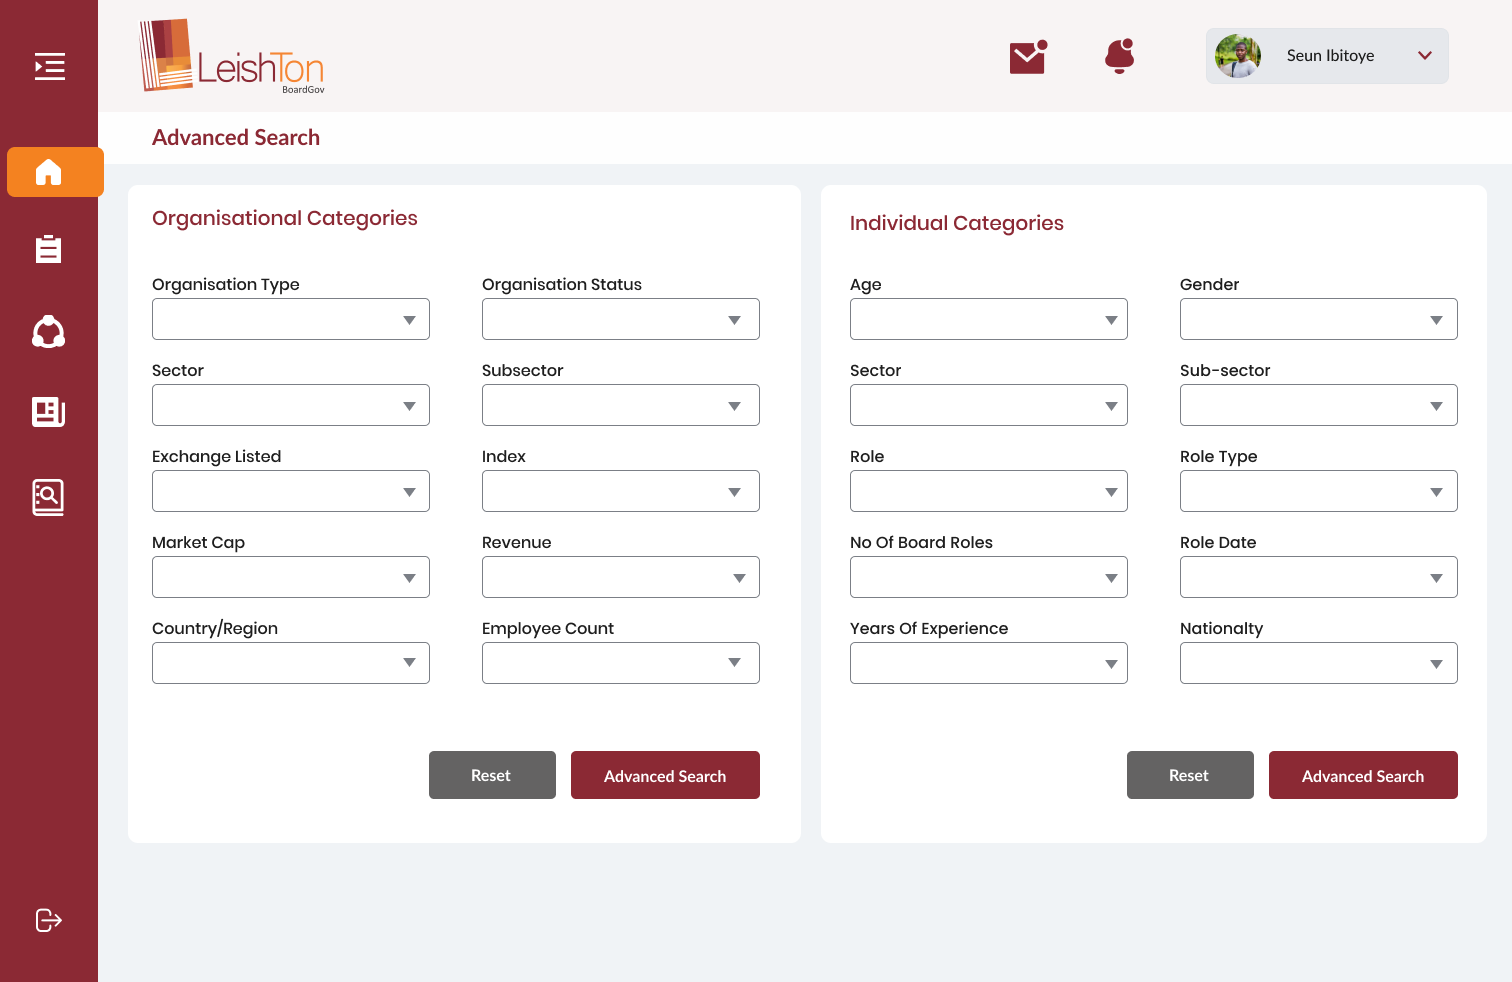 LeishTon
BoardGov
Seun Ibitoye
Advanced Search
Organisational Categories
Organisation Type
Organisation Status
Sector
Subsector
Exchange Listed
Index
Market Cap
Revenue
Country/Region
Employee Count
Reset
Advanced Search
Individual Categories
Age
Gender
Sector
Sub-sector
Role
Role Type
No Of Board Roles
Role Date
Years Of Experience
Nationalty
Reset
Advanced Search